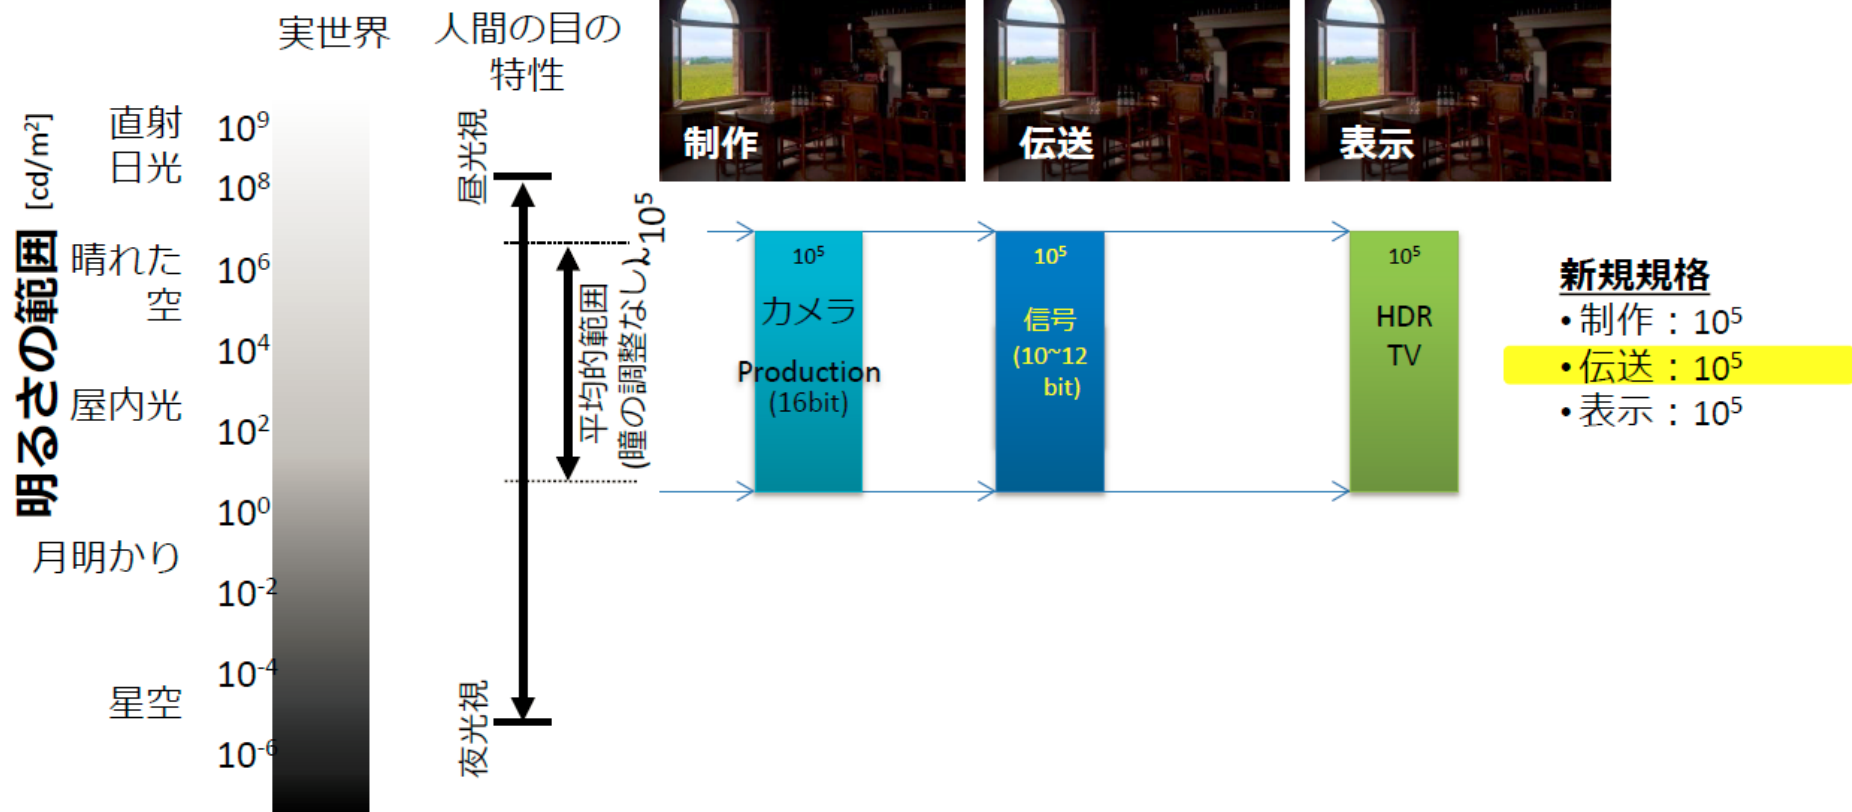 実世界
人間の目の
特性
制作
伝送
表示
明るさの範囲 [cd/m²]
直射
日光
晴れた
空
屋内光
月明かり
星空
10⁹
10⁸
10⁶
10⁴
10²
10⁰
10⁻²
10⁻⁴
10⁻⁶
昼光視
夜光視
平均的範囲
(瞳の調整なし)~10⁵
10⁵
カメラ
Production
(16bit)
10⁵
信号
(10~12
bit)
10⁵
HDR
TV
新規規格
• 制作：10⁵
• 伝送：10⁵
• 表示：10⁵